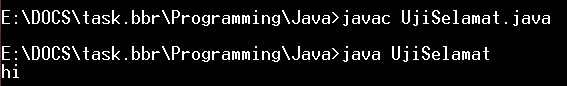 E:\DOCS\task.bbr\Programming\Java>javac UjiSelamat.java
E:\DOCS\task.bbr\Programming\Java>java UjiSelamat
hi